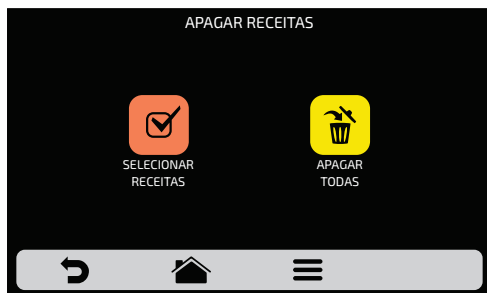 APAGAR RECEITAS
SELECIONAR
RECEITAS
APAGAR
TODAS